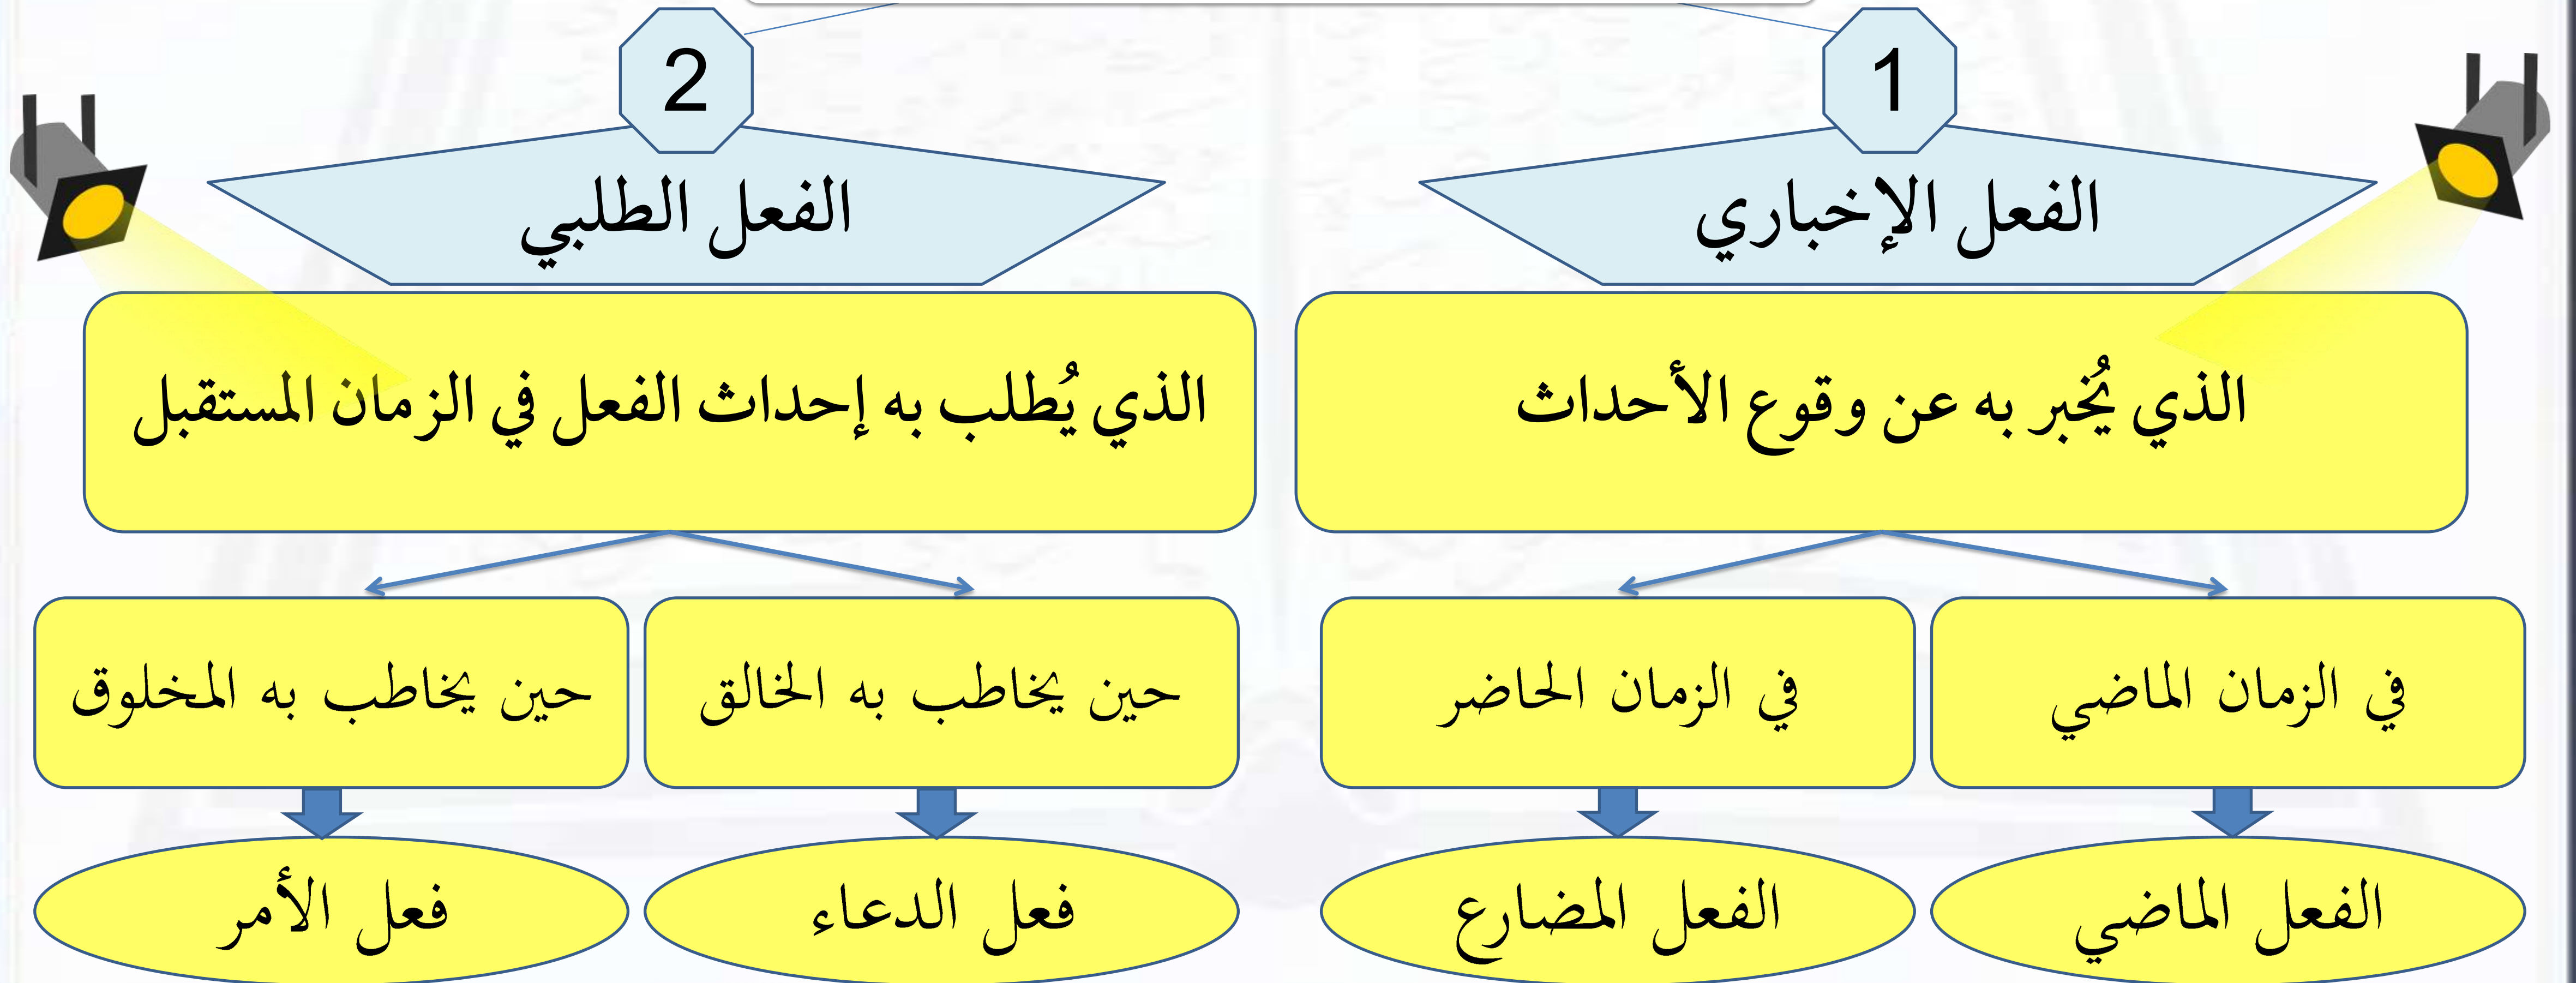 1
2
الفعل الإخباري
الفعل الطلبي
الذي يُخبر به عن وقوع الأحداث
الذي يُطلب به إحداث الفعل في الزمان المستقبل
في الزمان الماضي
في الزمان الحاضر
حين يخاطب به الخالق
حين يخاطب به المخلوق
الفعل الماضي
الفعل المضارع
فعل الدعاء
فعل الأمر